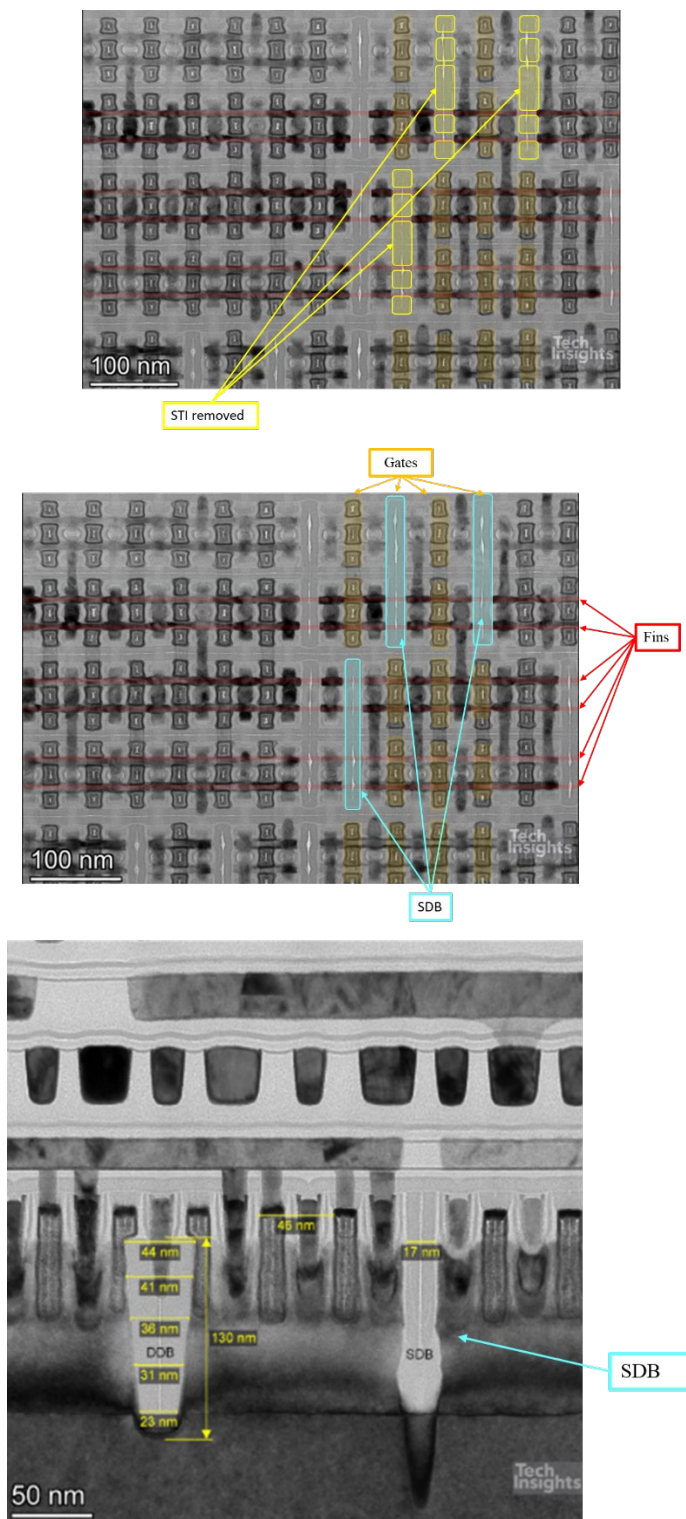 Tech
Insights
100 nm
STI removed
Gates
Fins
Tech
Insights
100 nm
SDB
46 nm
44 nm
17 nm
41 nm
36 nm
130 nm
DDB
SDB
31 nm
SDB
23 nm
Tech
Insights
50 nm